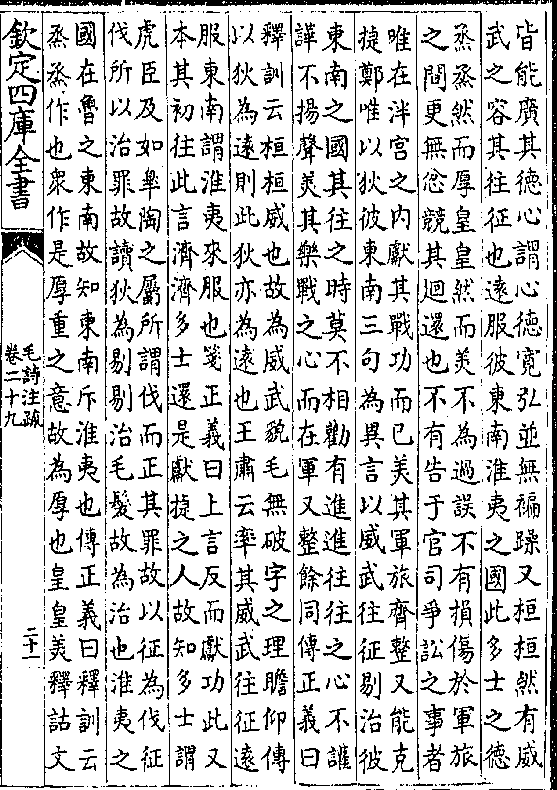 皆能廣其德心謂心德寬弘並無褊躁又桓桓然有威
武之容其往征也遠服彼東南淮夷之國此多士之德
烝烝然而厚皇皇然而美不為過誤不有損傷於軍旅
之間更無忿競其迴還也不有告于官司爭訟之事者
唯在泮宮之内獻其戰功而已美其軍旅齊整又能克
捷鄭唯以狄彼東南三句為異言以威武往征剔治彼
東南之國其往之時莫不相勸有進進往往之心不讙
譁不揚聲美其樂戰之心而在軍又整餘同傳正義曰
釋訓云桓桓威也故為威武貌毛無破字之理瞻仰傳
以狄為遠則此狄亦為遠也王肅云率其威武往征遠
服東南謂淮夷來服也箋正義曰上言反而獻功此又
本其初往此言濟濟多士還是獻捷之人故知多士謂
虎臣及如臯陶之屬所謂伐而正其罪故以征為伐征
伐所以治罪故讀狄為剔剔治毛髮故為治也淮夷之
國在魯之東南故知東南斥淮夷也傳正義曰釋訓云
烝烝作也衆作是厚重之意故為厚也皇皇美釋詁文
欽定四庫全書
毛詩注疏
卷二十九
二十一